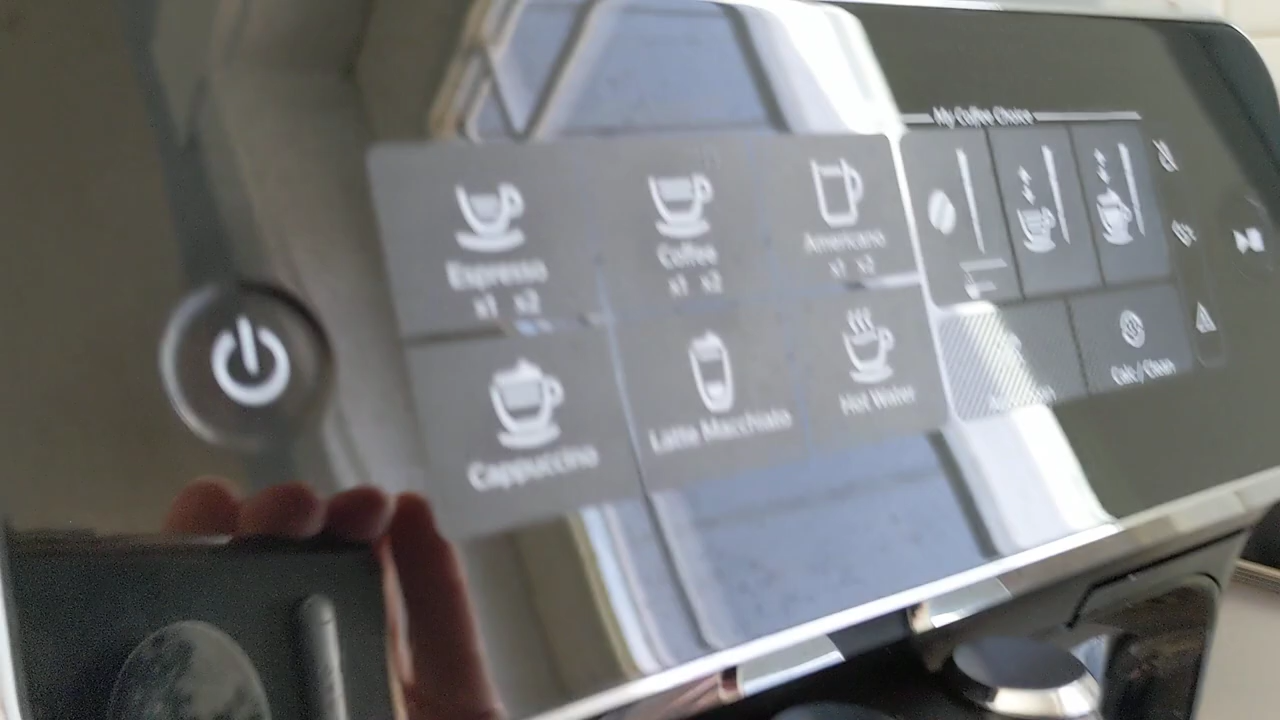 My Coffee Choice
Espresso
x1 x2
Coffee
x1 x2
Americano
x1 x2
Cappuccino
Latte Macchiato
Hot Water
Calc / Clean